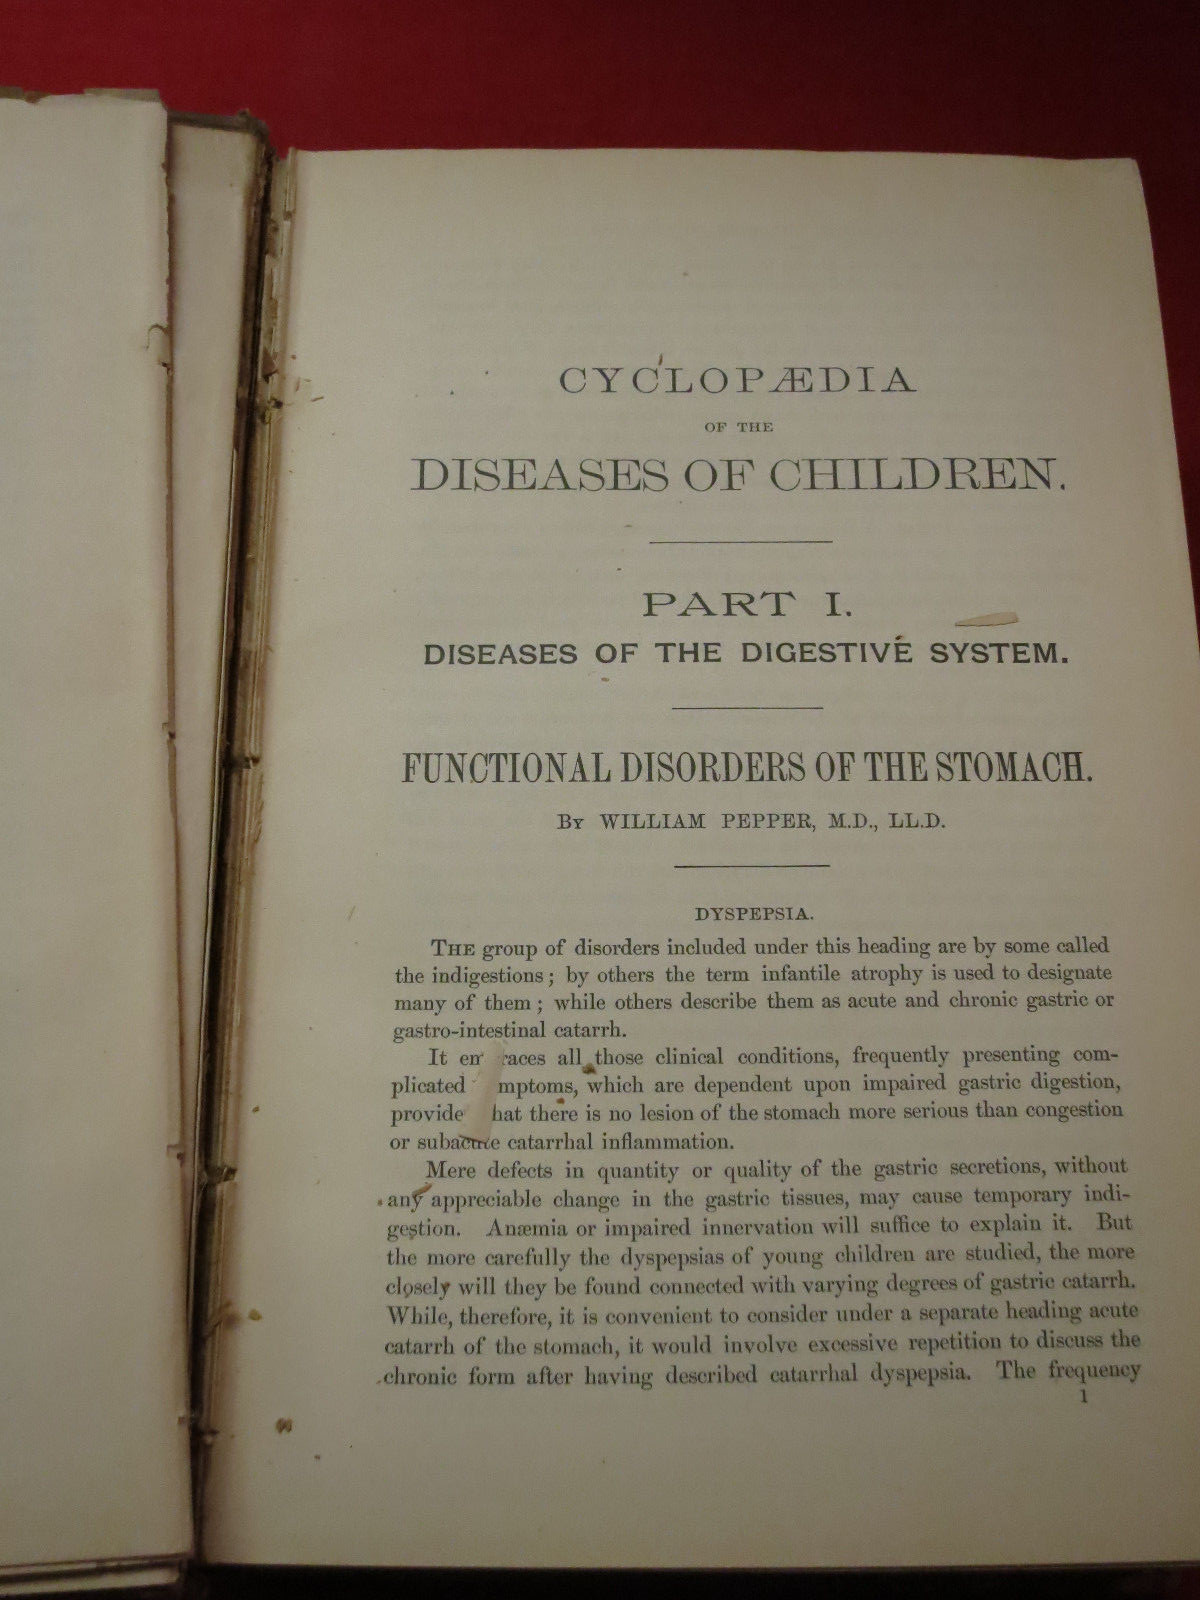 CYCLOPÆDIA
OF THE
DISEASES OF CHILDREN.
PART I.
DISEASES OF THE DIGESTIVE SYSTEM.
FUNCTIONAL DISORDERS OF THE STOMACH.
By WILLIAM PEPPER, M.D., LL.D.
DYSPEPSIA.
THE group of disorders included under this heading are by some called
the indigestions; by others the term infantile atrophy is used to designate
many of them; while others describe them as acute and chronic gastric or
gastro-intestinal catarrh.
It all those clinical conditions, frequently presenting com-
plicated which are dependent upon impaired gastric digestion,
there is no lesion of the stomach more serious than congestion
or subacute catarrhal inflammation.
Mere defects in quantity or quality of the gastric secretions, without
any appreciable change in the gastric tissues, may cause temporary indi-
gestion. Anæmia or impaired innervation will suffice to explain it. But
the more carefully the dyspepsias of young children are studied, the more
closely will they be found connected with varying degrees of gastric catarrh.
While, therefore, it is convenient to consider under a separate heading acute
catarrh of the stomach, it would involve excessive repetition to discuss the
chronic form after having described catarrhal dyspepsia. The frequency
1